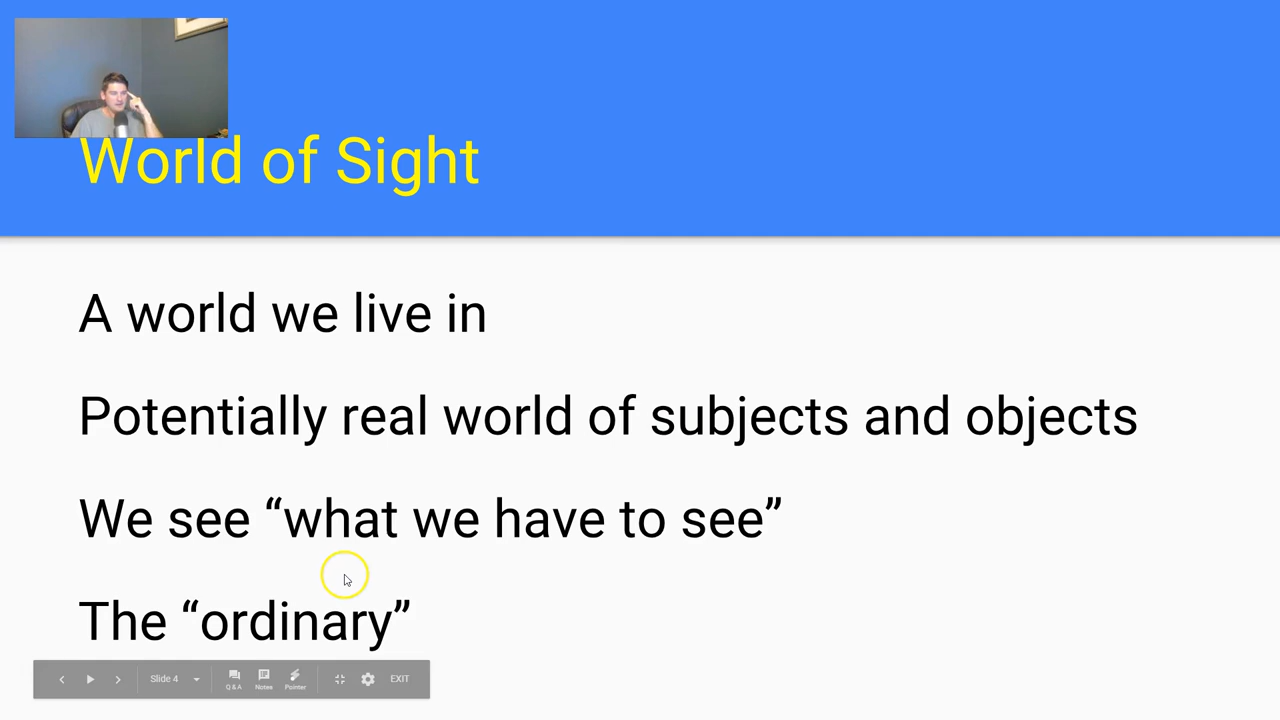 World of Sight
A world we live in
Potentially real world of subjects and objects
We see “what we have to see”
The “ordinary”
Slide 4
Q & A
Notes
Pointer
EXIT